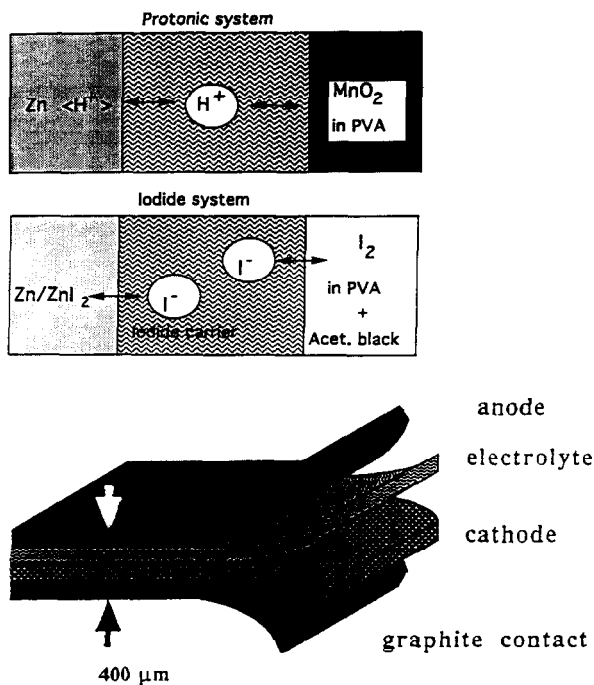 Protonic system
Zn <H⁺>
H⁺
MnO₂
in PVA
Iodide system
Zn/ZnI₂
I⁻
I⁻
Iodide carrier
I₂
in PVA
+
Acet. black
anode
electrolyte
cathode
graphite contact
400 μm